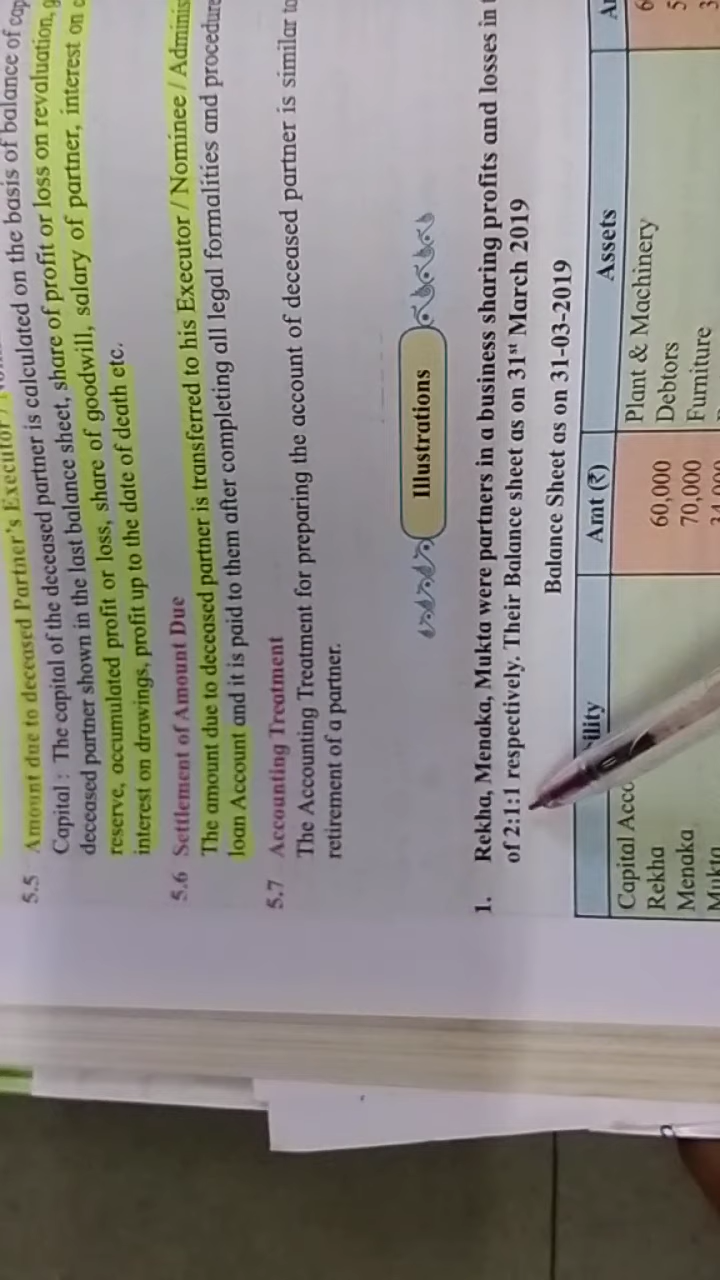 5.5 Amount due to deceased Partner's Executor /
Capital : The capital of the deceased partner is calculated on the basis of balance of cap
deceased partner shown in the last balance sheet, share of profit or loss on revaluation, g
reserve, accumulated profit or loss, share of goodwill, salary of partner, interest on c
interest on drawings, profit up to the date of death etc.
5.6 Settlement of Amount Due
The amount due to deceased partner is transferred to his Executor / Nominee / Adminis
loan Account and it is paid to them after completing all legal formalities and procedure
5.7 Accounting Treatment
The Accounting Treatment for preparing the account of deceased partner is similar to
retirement of a partner.
Illustrations
1. Rekha, Menaka, Mukta were partners in a business sharing profits and losses in t
of 2:1:1 respectively. Their Balance sheet as on 31st March 2019
Balance Sheet as on 31-03-2019
ility Amt (₹) Assets A
Capital Acco Plant & Machinery 6
Rekha 60,000 Debtors 5
Menaka 70,000 Furniture 3
Mukta